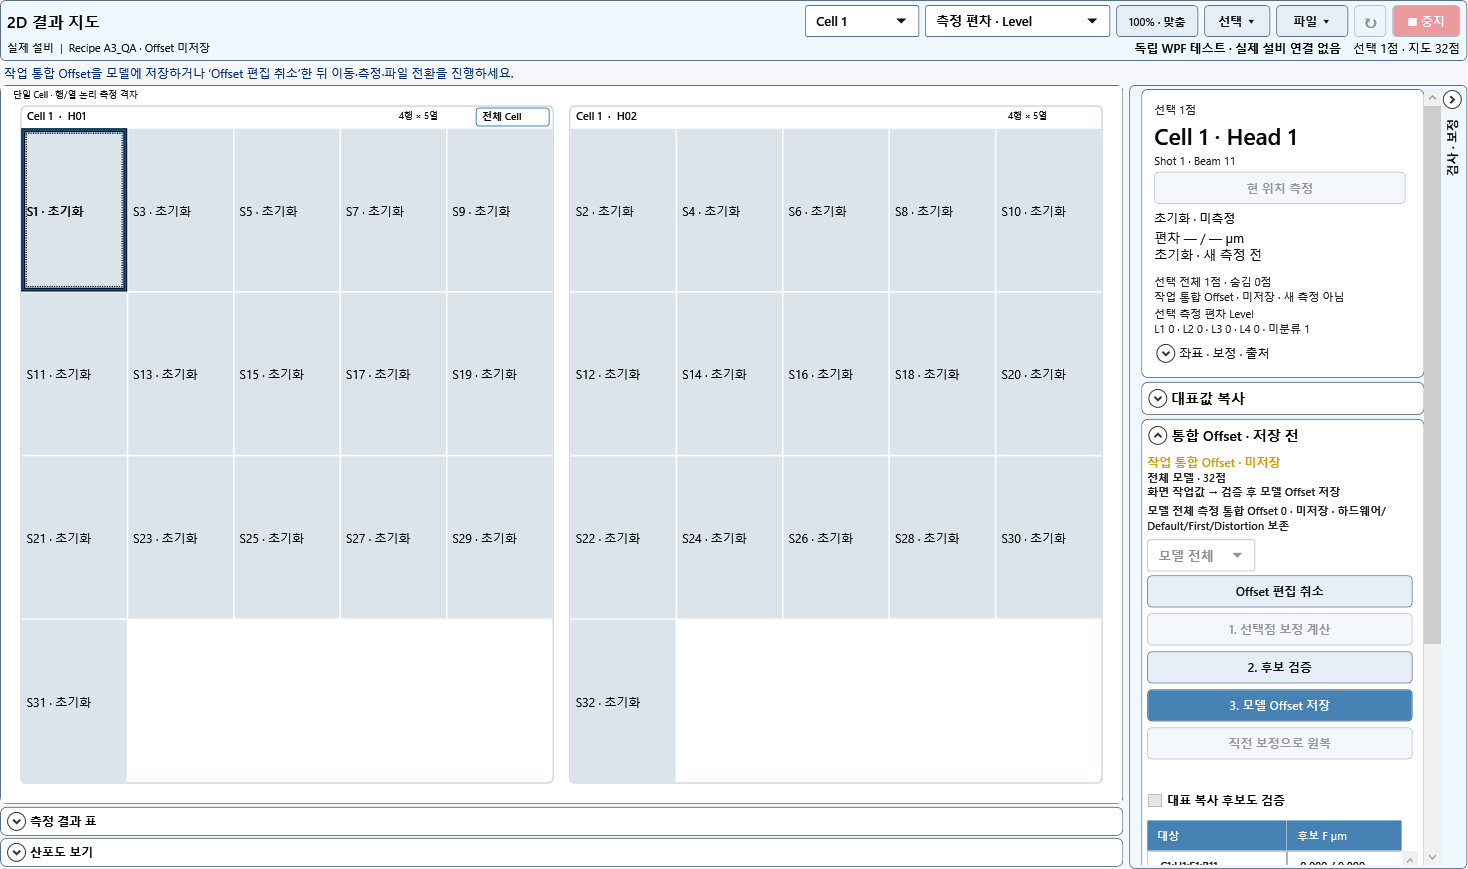 2D 결과 지도
Cell 1
측정 편차 · Level
100% · 맞춤
선택
파일
중지
실제 설비 | Recipe A3_QA · Offset 미저장
독립 WPF 테스트 · 실제 설비 연결 없음
선택 1점 · 지도 32점
작업 통합 Offset을 모델에 저장하거나 'Offset 편집 취소'한 뒤 이동·측정·파일 전환을 진행하세요.
단일 Cell · 행/열 논리 측정 격자
Cell 1 · H01
4행 × 5열
전체 Cell
S1 · 초기화
S3 · 초기화
S5 · 초기화
S7 · 초기화
S9 · 초기화
S11 · 초기화
S13 · 초기화
S15 · 초기화
S17 · 초기화
S19 · 초기화
S21 · 초기화
S23 · 초기화
S25 · 초기화
S27 · 초기화
S29 · 초기화
S31 · 초기화
Cell 1 · H02
4행 × 5열
S2 · 초기화
S4 · 초기화
S6 · 초기화
S8 · 초기화
S10 · 초기화
S12 · 초기화
S14 · 초기화
S16 · 초기화
S18 · 초기화
S20 · 초기화
S22 · 초기화
S24 · 초기화
S26 · 초기화
S28 · 초기화
S30 · 초기화
S32 · 초기화
측정 결과 표
산포도 보기
선택 1점
Cell 1 · Head 1
Shot 1 · Beam 11
현 위치 측정
초기화 · 미측정
편차 — / — µm
초기화 · 새 측정 전
선택 전체 1점 · 숨김 0점
작업 통합 Offset · 미저장 · 새 측정 아님
선택 측정 편차 Level
L1 0 · L2 0 · L3 0 · L4 0 · 미분류 1
좌표 · 보정 · 출처
대표값 복사
통합 Offset · 저장 전
작업 통합 Offset · 미저장
전체 모델 · 32점
화면 작업값 → 검증 후 모델 Offset 저장
모델 전체 측정 통합 Offset 0 · 미저장 · 하드웨어/
Default/First/Distortion 보존
모델 전체
Offset 편집 취소
1. 선택점 보정 계산
2. 후보 검증
3. 모델 Offset 저장
직전 보정으로 원복
대표 복사 후보도 검증
대상
후보 F µm